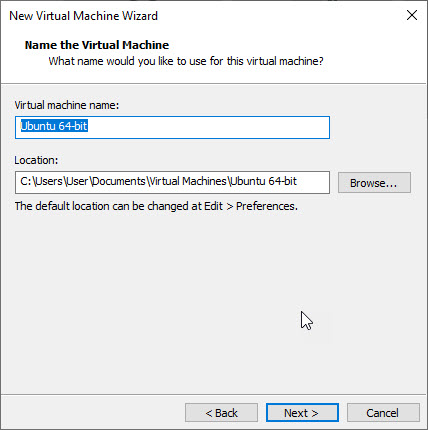 New Virtual Machine Wizard
Name the Virtual Machine
What name would you like to use for this virtual machine?
Virtual machine name:
Ubuntu 64-bit
Location:
C:\Users\User\Documents\Virtual Machines\Ubuntu 64-bit
Browse...
The default location can be changed at Edit > Preferences.
< Back
Next >
Cancel